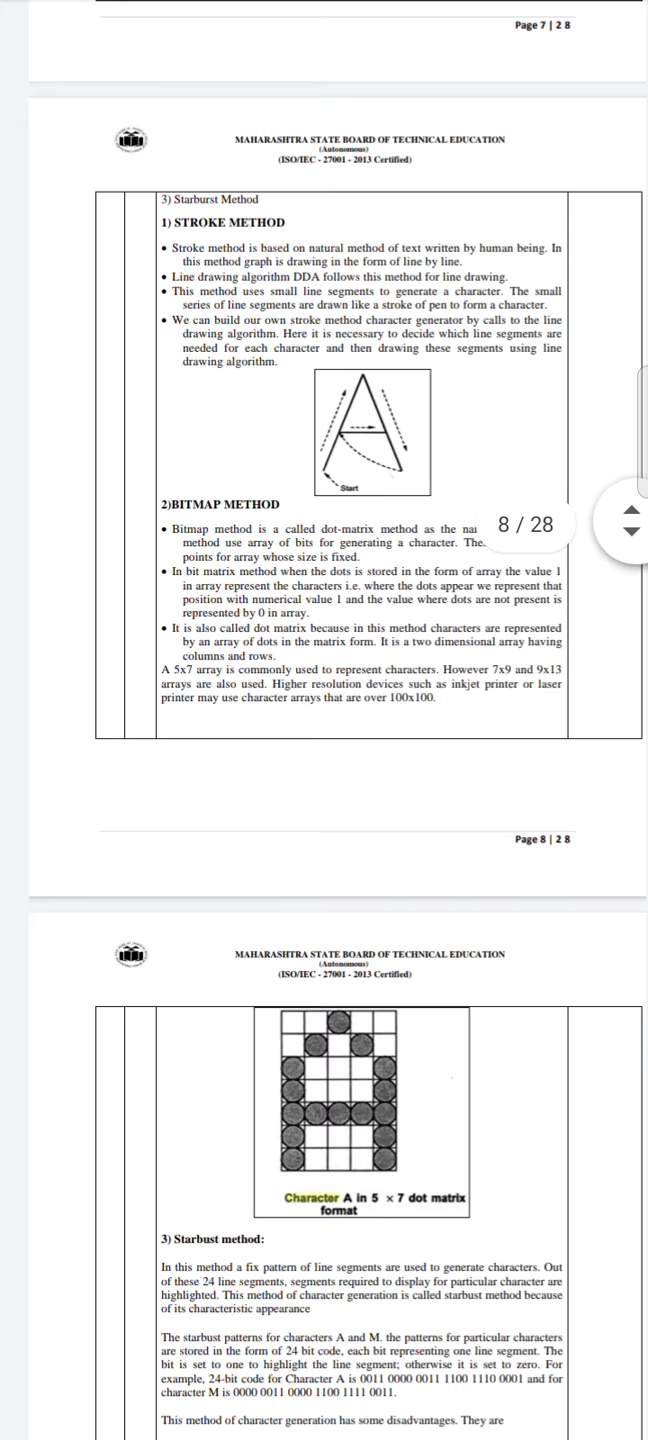 Page 7 | 2 8
MAHARASHTRA STATE BOARD OF TECHNICAL EDUCATION
(Autonomous)
(ISO/IEC - 27001 - 2013 Certified)
3) Starburst Method
1) STROKE METHOD
• Stroke method is based on natural method of text written by human being. In
this method graph is drawing in the form of line by line.
• Line drawing algorithm DDA follows this method for line drawing.
• This method uses small line segments to generate a character. The small
series of line segments are drawn like a stroke of pen to form a character.
• We can build our own stroke method character generator by calls to the line
drawing algorithm. Here it is necessary to decide which line segments are
needed for each character and then drawing these segments using line
drawing algorithm.
Start
2)BITMAP METHOD
• Bitmap method is a called dot-matrix method as the
8 / 28
method use array of bits for generating a character.
points for array whose size is fixed.
• In bit matrix method when the dots is stored in the form of array the value 1
in array represent the characters i.e. where the dots appear we represent that
position with numerical value 1 and the value where dots are not present is
represented by 0 in array.
• It is also called dot matrix because in this method characters are represented
by an array of dots in the matrix form. It is a two dimensional array having
columns and rows.
A 5x7 array is commonly used to represent characters. However 7x9 and 9x13
arrays are also used. Higher resolution devices such as inkjet printer or laser
printer may use character arrays that are over 100x100.
Page 8 | 2 8
MAHARASHTRA STATE BOARD OF TECHNICAL EDUCATION
(Autonomous)
(ISO/IEC - 27001 - 2013 Certified)
Character A in 5 × 7 dot matrix
format
3) Starbust method:
In this method a fix pattern of line segments are used to generate characters. Out
of these 24 line segments, segments required to display for particular character are
highlighted. This method of character generation is called starbust method because
of its characteristic appearance
The starbust patterns for characters A and M. the patterns for particular characters
are stored in the form of 24 bit code, each bit representing one line segment. The
bit is set to one to highlight the line segment; otherwise it is set to zero. For
example, 24-bit code for Character A is 0011 0000 0011 1100 1110 0001 and for
character M is 0000 0011 0000 1100 1111 0011.
This method of character generation has some disadvantages. They are